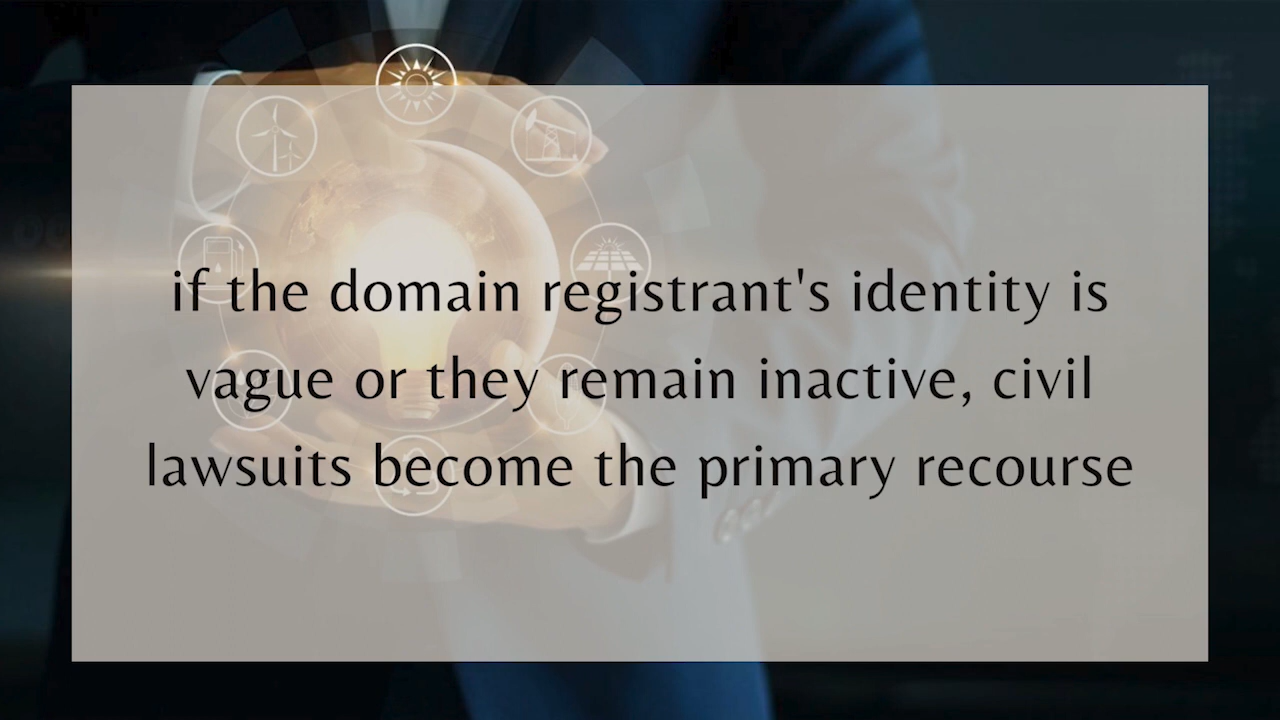 if the domain registrant's identity is
vague or they remain inactive, civil
lawsuits become the primary recourse